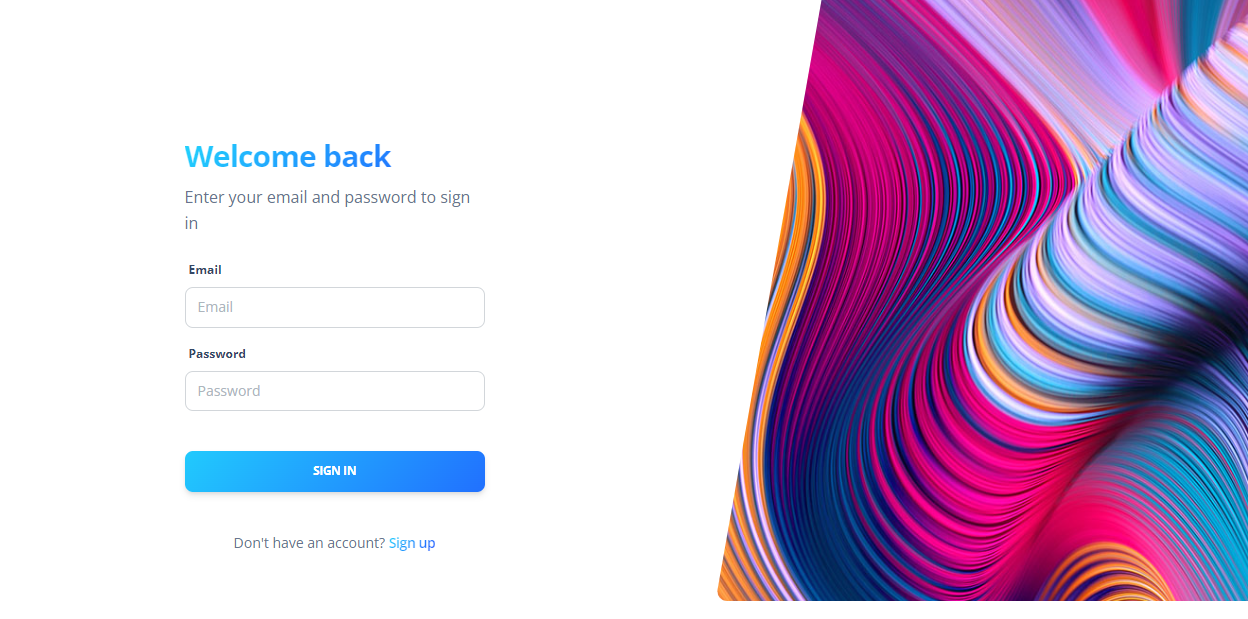 Welcome back
Enter your email and password to sign
in
Email
Email
Password
Password
SIGN IN
Don't have an account? Sign up